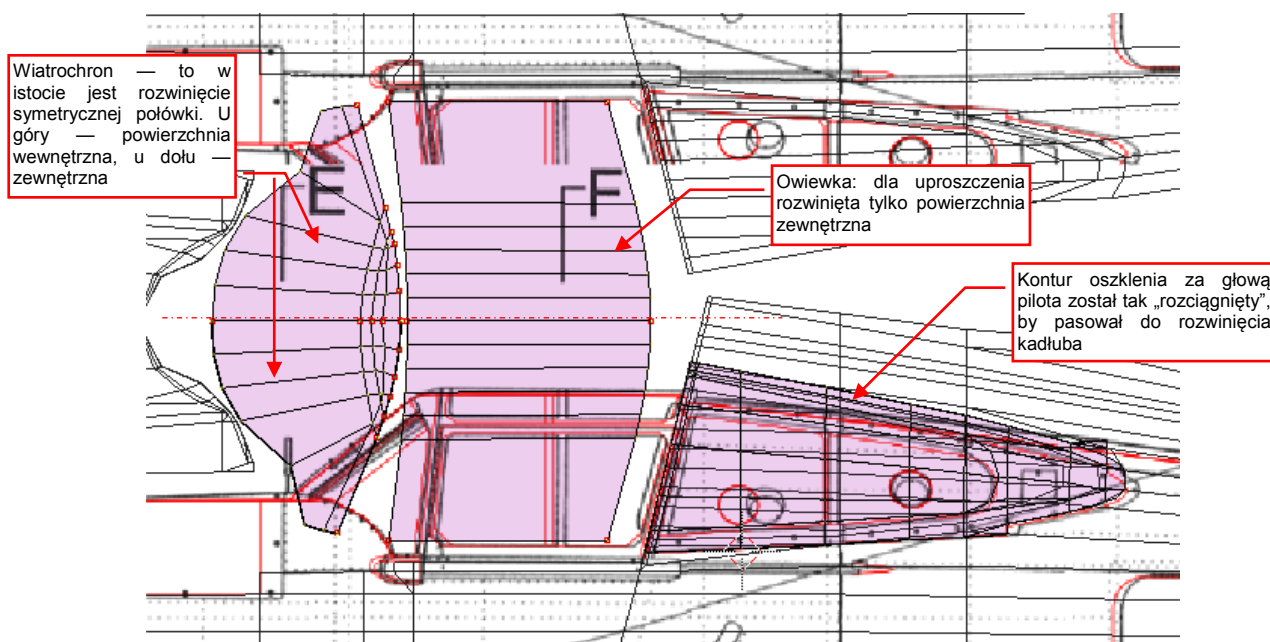 Wiatrochron — to w
istocie jest rozwinięcie
symetrycznej połówki. U
góry — powierzchnia
wewnętrzna, u dołu —
zewnętrzna
E
F
Owiewka: dla uproszczenia
rozwinięta tylko powierzchnia
zewnętrzna
Kontur oszklenia za głową
pilota został tak „rozciągnięty”,
by pasował do rozwinięcia
kadłuba